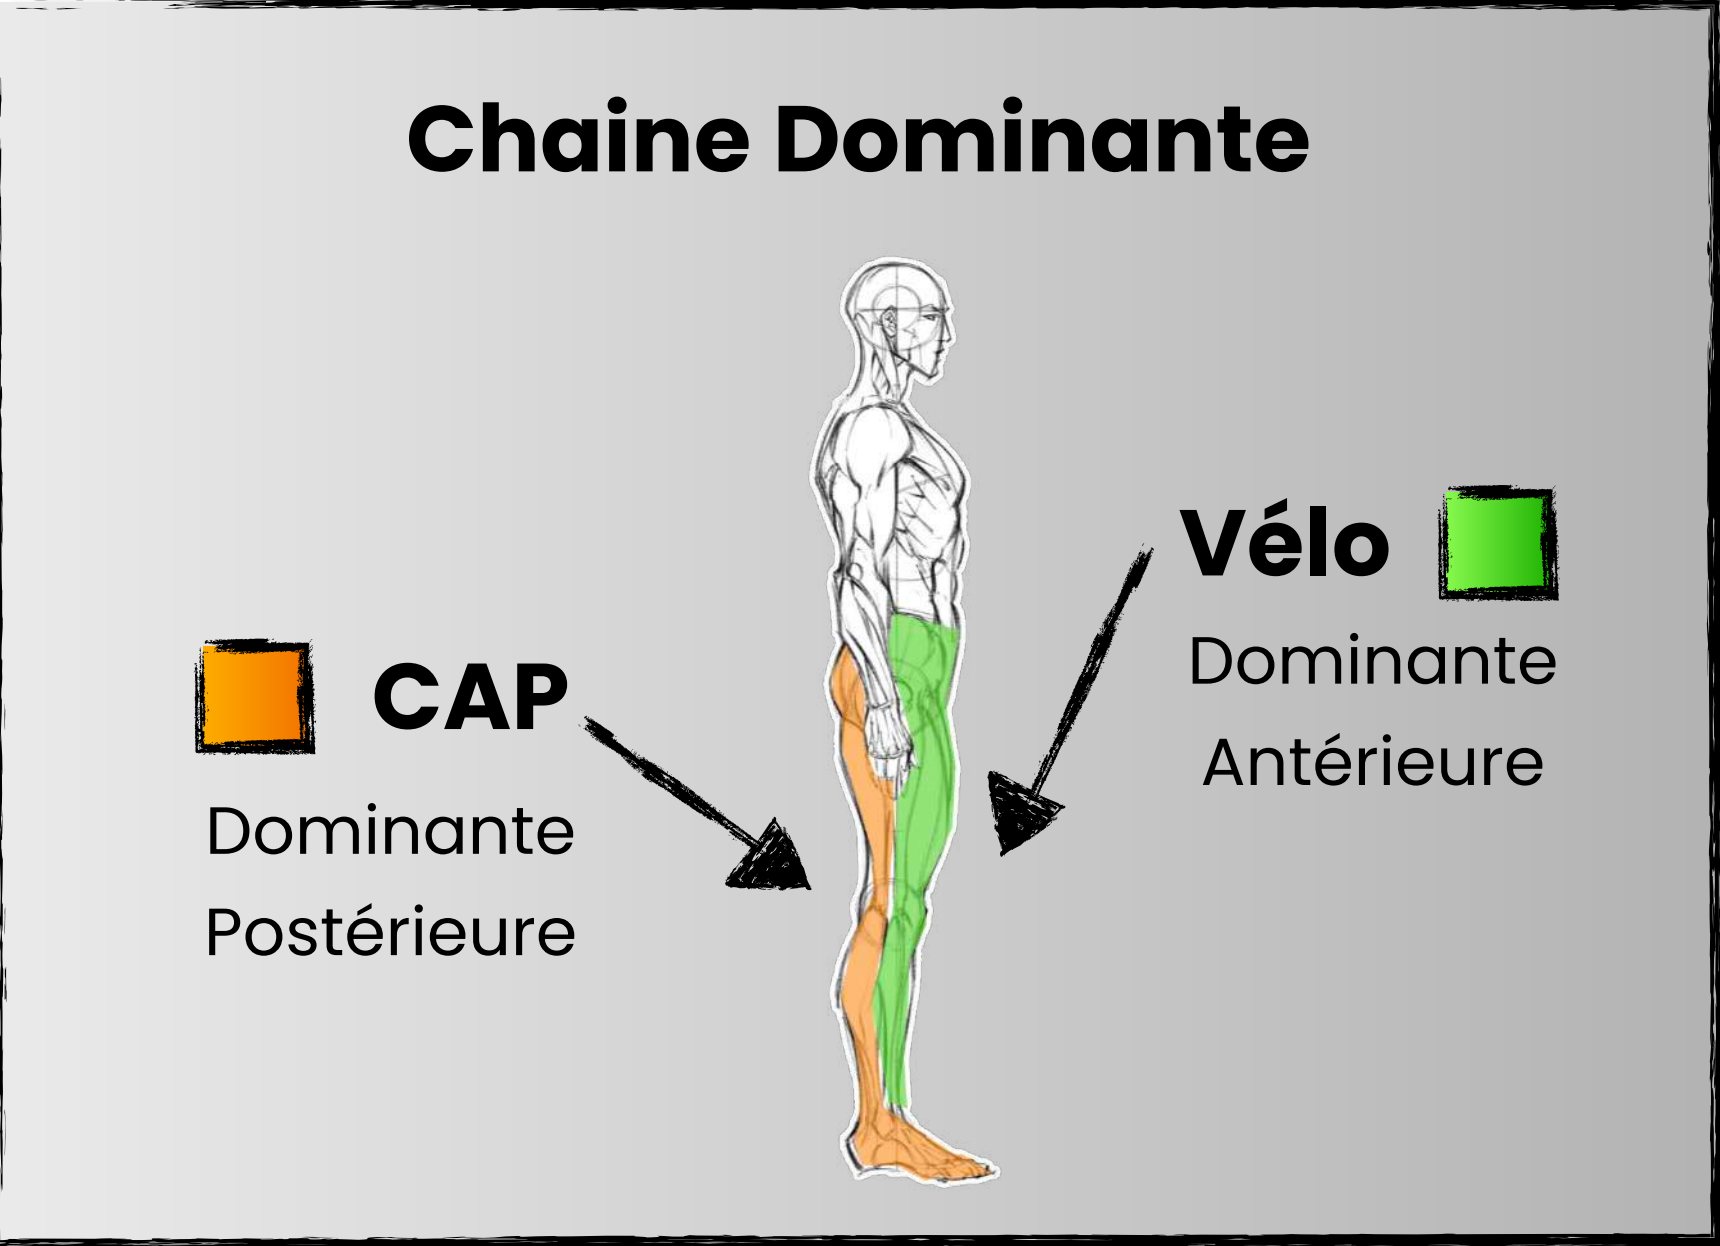 Chaine Dominante
CAP
Dominante
Postérieure
Vélo
Dominante
Antérieure